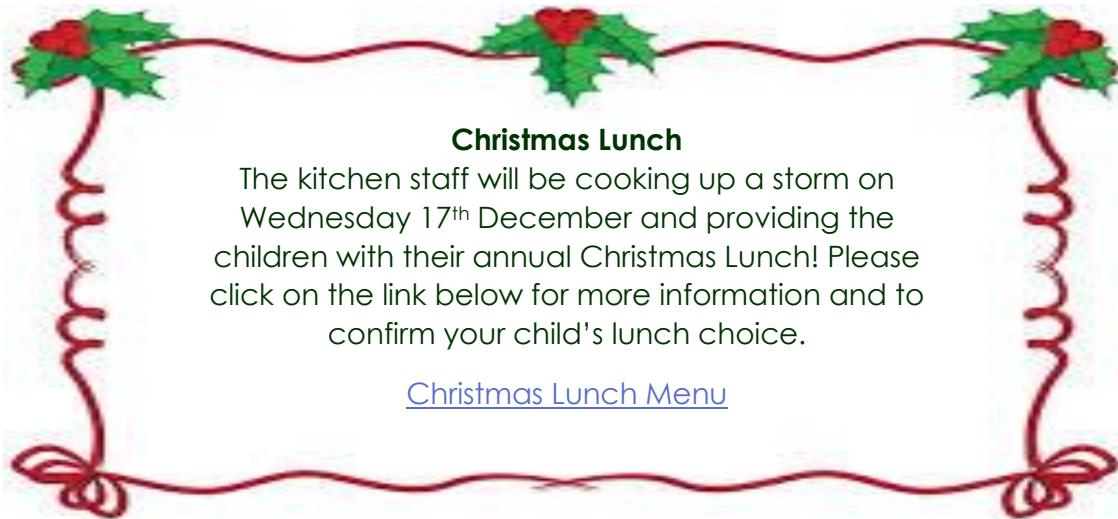 Christmas Lunch
The kitchen staff will be cooking up a storm on
Wednesday 17th December and providing the
children with their annual Christmas Lunch! Please
click on the link below for more information and to
confirm your child’s lunch choice.
Christmas Lunch Menu